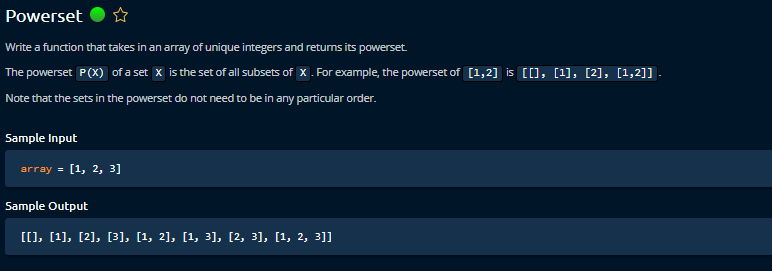 Powerset
Write a function that takes in an array of unique integers and returns its powerset.
The powerset P(X) of a set X is the set of all subsets of X. For example, the powerset of [1,2] is [[], [1], [2], [1,2]].
Note that the sets in the powerset do not need to be in any particular order.
Sample Input
array = [1, 2, 3]
Sample Output
[[], [1], [2], [3], [1, 2], [1, 3], [2, 3], [1, 2, 3]]